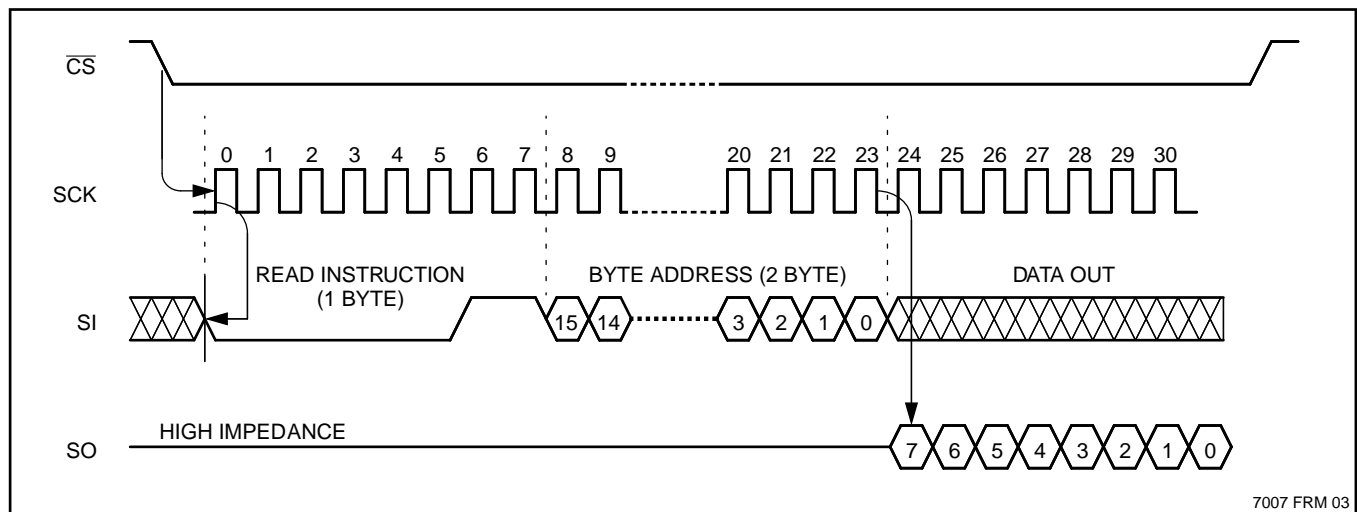 CS
0 1 2 3 4 5 6 7 8 9 20 21 22 23 24 25 26 27 28 29 30
SCK
READ INSTRUCTION
(1 BYTE)
BYTE ADDRESS (2 BYTE)
DATA OUT
SI
15 14 3 2 1 0
HIGH IMPEDANCE
SO
7 6 5 4 3 2 1 0
7007 FRM 03